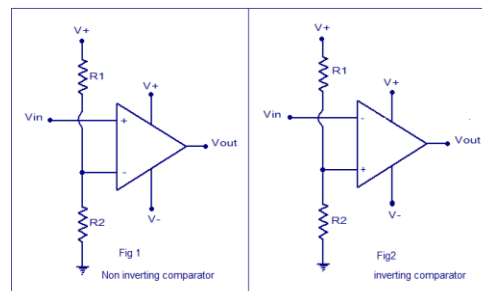 V+
R1
V+
Vin
+
Vout
-
V-
R2
Fig 1
Non inverting comparator
V+
R1
V+
Vin
-
Vout
+
V-
R2
Fig2
inverting comparator